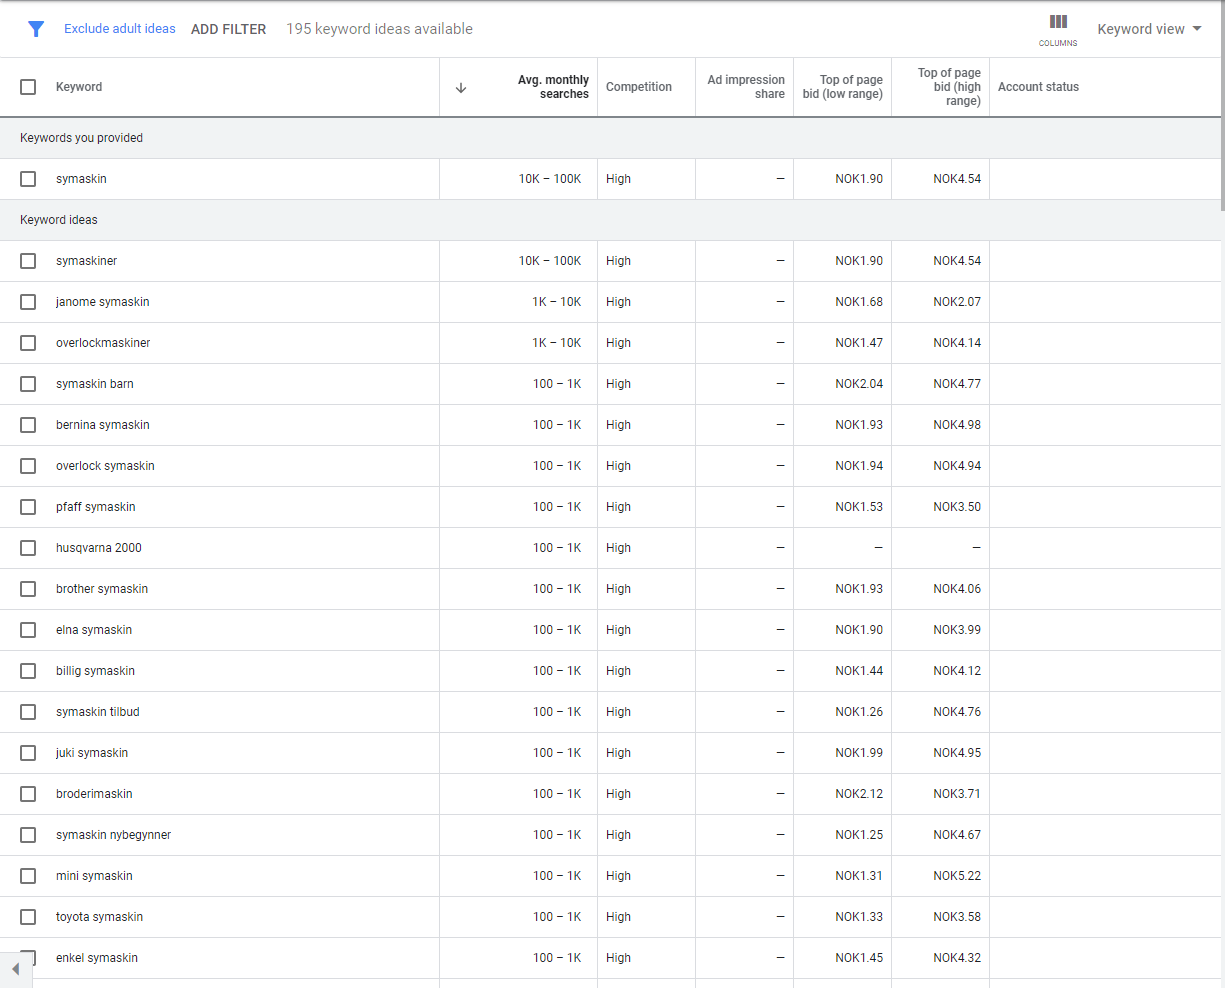 Exclude adult ideas ADD FILTER 195 keyword ideas available COLUMNS Keyword view
Keyword Avg. monthly searches Competition Ad impression share Top of page bid (low range) Top of page bid (high range) Account status
Keywords you provided
symaskin 10K – 100K High – NOK1.90 NOK4.54
Keyword ideas
symaskiner 10K – 100K High – NOK1.90 NOK4.54
janome symaskin 1K – 10K High – NOK1.68 NOK2.07
overlockmaskiner 1K – 10K High – NOK1.47 NOK4.14
symaskin barn 100 – 1K High – NOK2.04 NOK4.77
bernina symaskin 100 – 1K High – NOK1.93 NOK4.98
overlock symaskin 100 – 1K High – NOK1.94 NOK4.94
pfaff symaskin 100 – 1K High – NOK1.53 NOK3.50
husqvarna 2000 100 – 1K High – – –
brother symaskin 100 – 1K High – NOK1.93 NOK4.06
elna symaskin 100 – 1K High – NOK1.90 NOK3.99
billig symaskin 100 – 1K High – NOK1.44 NOK4.12
symaskin tilbud 100 – 1K High – NOK1.26 NOK4.76
juki symaskin 100 – 1K High – NOK1.99 NOK4.95
broderimaskin 100 – 1K High – NOK2.12 NOK3.71
symaskin nybegynner 100 – 1K High – NOK1.25 NOK4.67
mini symaskin 100 – 1K High – NOK1.31 NOK5.22
toyota symaskin 100 – 1K High – NOK1.33 NOK3.58
enkel symaskin 100 – 1K High – NOK1.45 NOK4.32